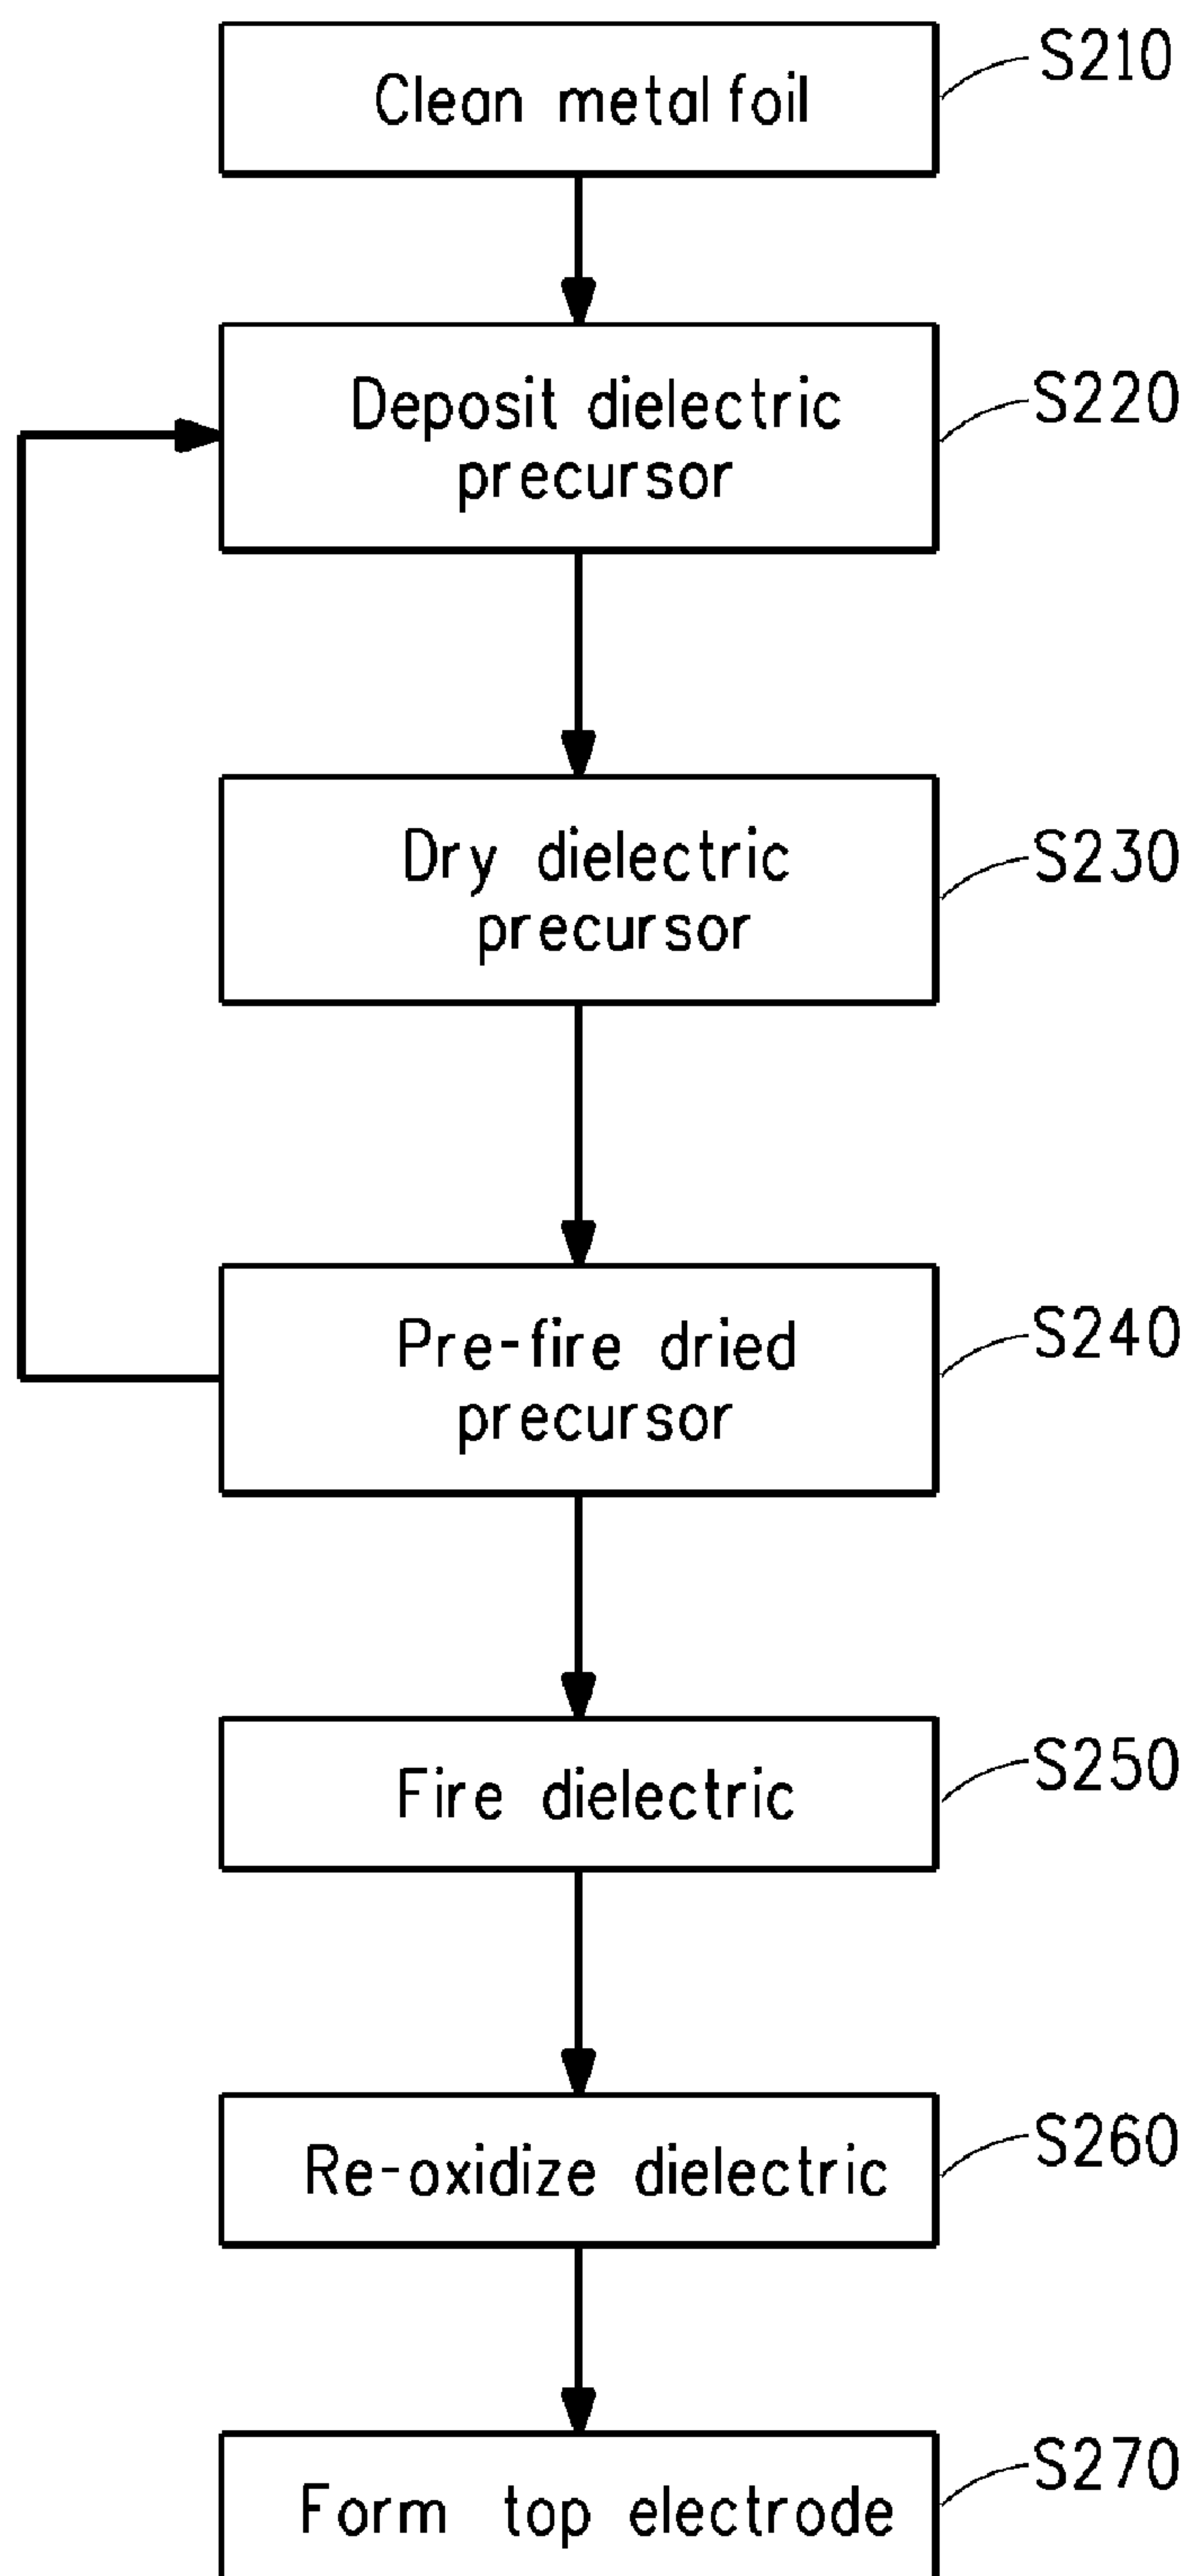 Clean metal foil
S210
Deposit dielectric
precursor
S220
Dry dielectric
precursor
S230
Pre-fire dried
precursor
S240
Fire dielectric
S250
Re-oxidize dielectric
S260
Form top electrode
S270